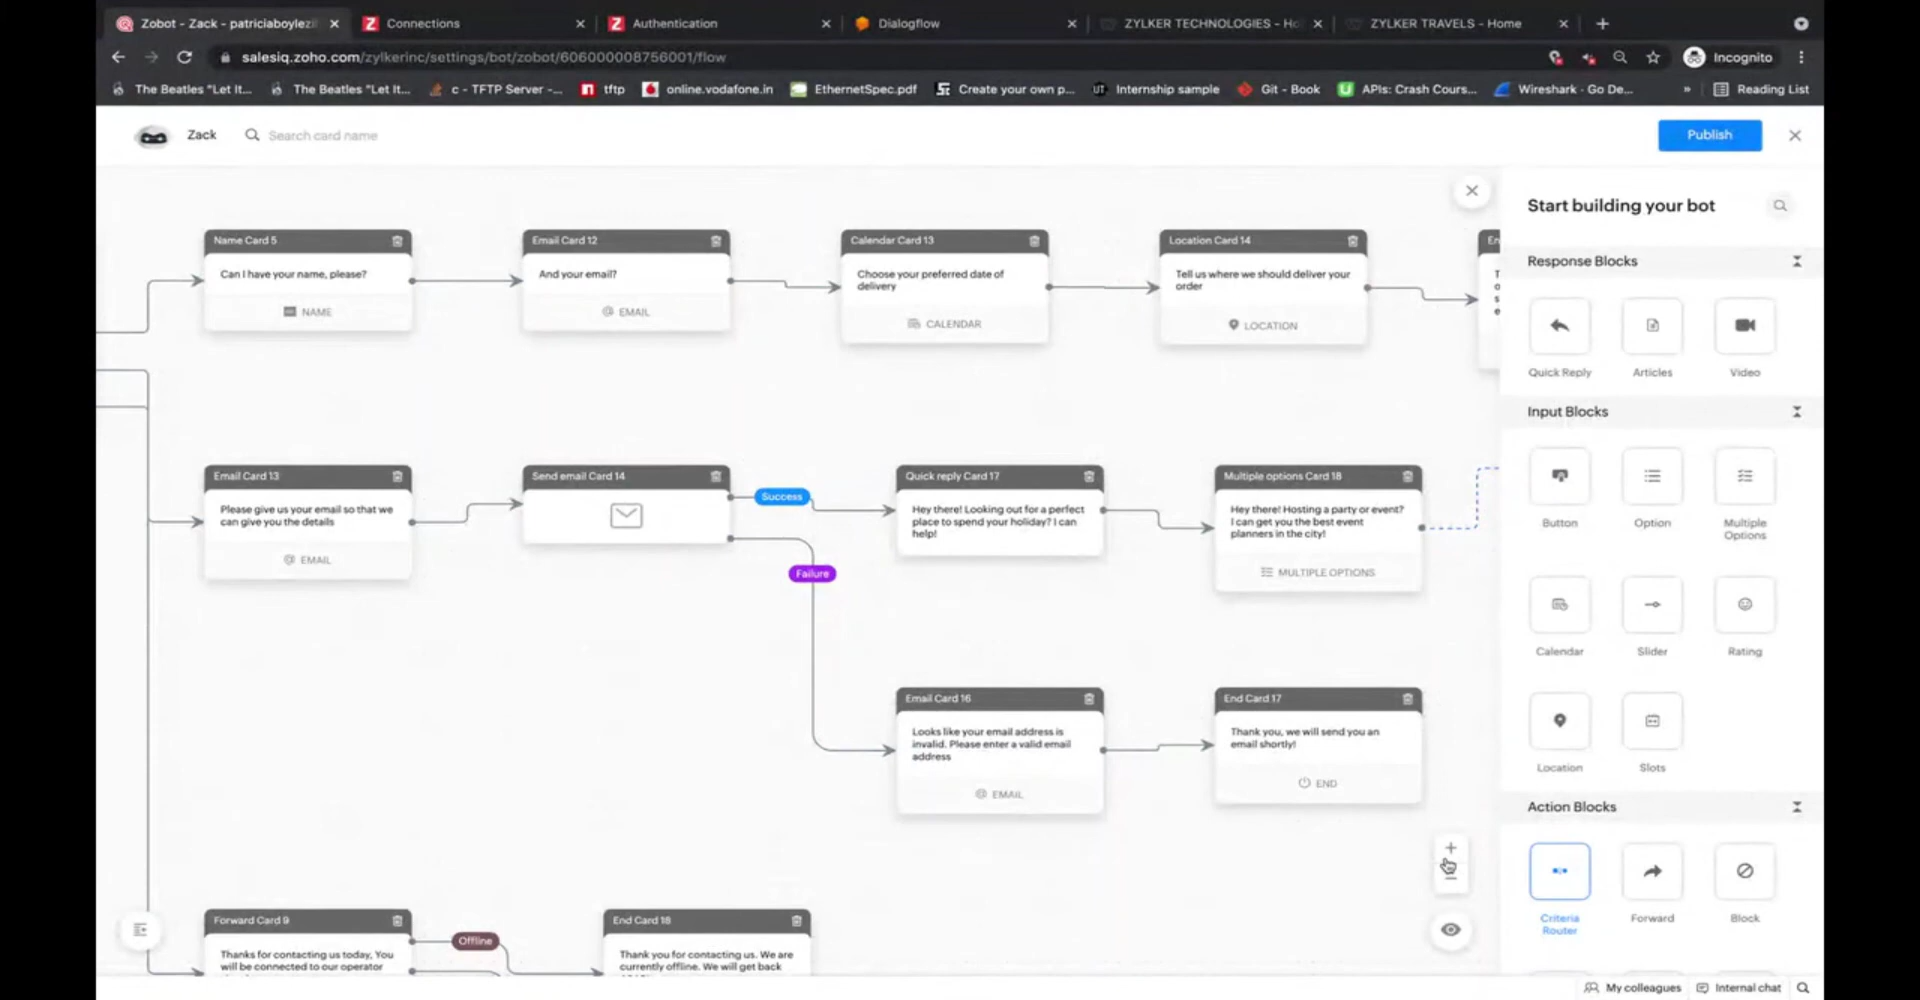 Zobot - Zack - patriciaboylezi
Connections
Authentication
Dialogflow
ZYLKER TECHNOLOGIES - Ho
ZYLKER TRAVELS - Home
salesiq.zoho.com/zylkerinc/settings/bot/zobot/606000008756001/flow
Incognito
The Beatles "Let It...
The Beatles "Let It...
c - TFTP Server -...
tftp
online.vodafone.in
EthernetSpec.pdf
Create your own p...
Internship sample
Git - Book
APIs: Crash Cours...
Wireshark · Go De...
»
Reading List
Zack
Search card name
Publish
Start building your bot
Name Card 5
Can I have your name, please?
NAME
Email Card 12
And your email?
EMAIL
Calendar Card 13
Choose your preferred date of
delivery
CALENDAR
Location Card 14
Tell us where we should deliver your
order
LOCATION
En
T
o
s
e
Email Card 13
Please give us your email so that we
can give you the details
EMAIL
Send email Card 14
Success
Failure
Quick reply Card 17
Hey there! Looking out for a perfect
place to spend your holiday? I can
help!
Multiple options Card 18
Hey there! Hosting a party or event?
I can get you the best event
planners in the city!
MULTIPLE OPTIONS
Email Card 16
Looks like your email address is
invalid. Please enter a valid email
address
EMAIL
End Card 17
Thank you, we will send you an
email shortly!
END
Forward Card 9
Thanks for contacting us today, You
will be connected to our operator
Offline
End Card 18
Thank you for contacting us. We are
currently offline. We will get back
Response Blocks
Quick Reply
Articles
Video
Input Blocks
Button
Option
Multiple
Options
Calendar
Slider
Rating
Location
Slots
Action Blocks
Criteria
Router
Forward
Block
My colleagues
Internal chat